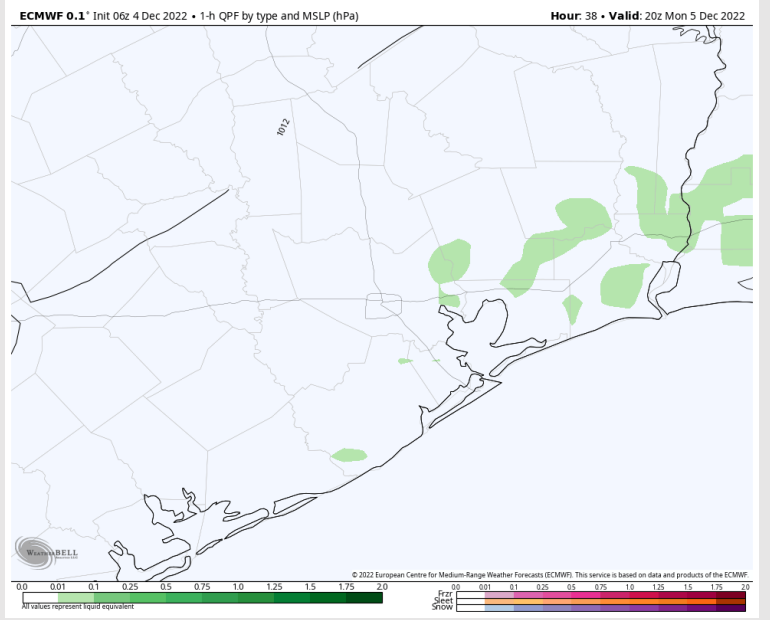 ECMWF 0.1° Init 06z 4 Dec 2022 • 1-h QPF by type and MSLP (hPa)
Hour: 38 • Valid: 20z Mon 5 Dec 2022
1012
WEATHERBELL
© 2022 European Centre for Medium-Range Weather Forecasts (ECMWF). This service is based on data and products of the ECMWF.
0.0 0.01 0.1 0.25 0.5 0.75 1.0 1.25 1.5 1.75 2.0
All values represent liquid equivalent
0.0 0.01 0.1 0.25 0.5 0.75 1.0 1.25 1.5 1.75 2.0
Frzr
Sleet
Snow